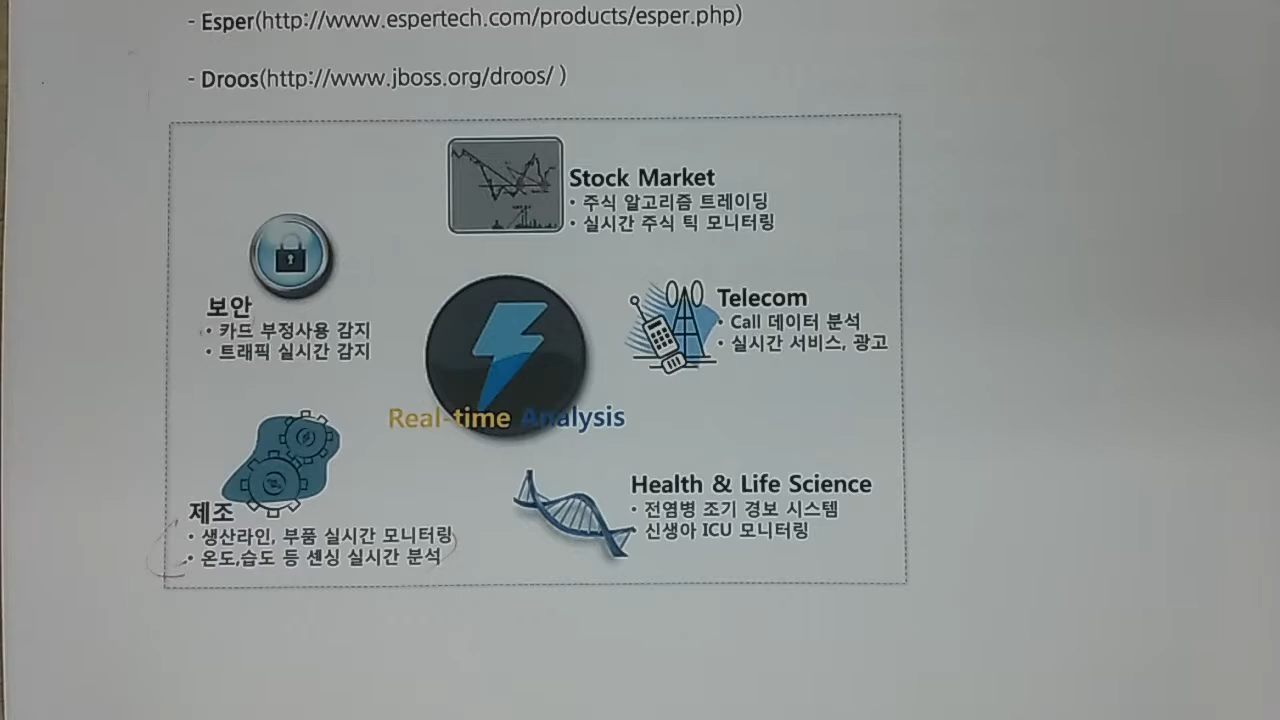 - Esper(http://www.espertech.com/products/esper.php)
- Droos(http://www.jboss.org/droos/ )
Stock Market
• 주식 알고리즘 트레이딩
• 실시간 주식 틱 모니터링
보안
• 카드 부정사용 감지
• 트래픽 실시간 감지
Telecom
• Call 데이터 분석
• 실시간 서비스, 광고
Real-time Analysis
제조
• 생산라인, 부품 실시간 모니터링
• 온도,습도 등 센싱 실시간 분석
Health & Life Science
• 전염병 조기 경보 시스템
• 신생아 ICU 모니터링